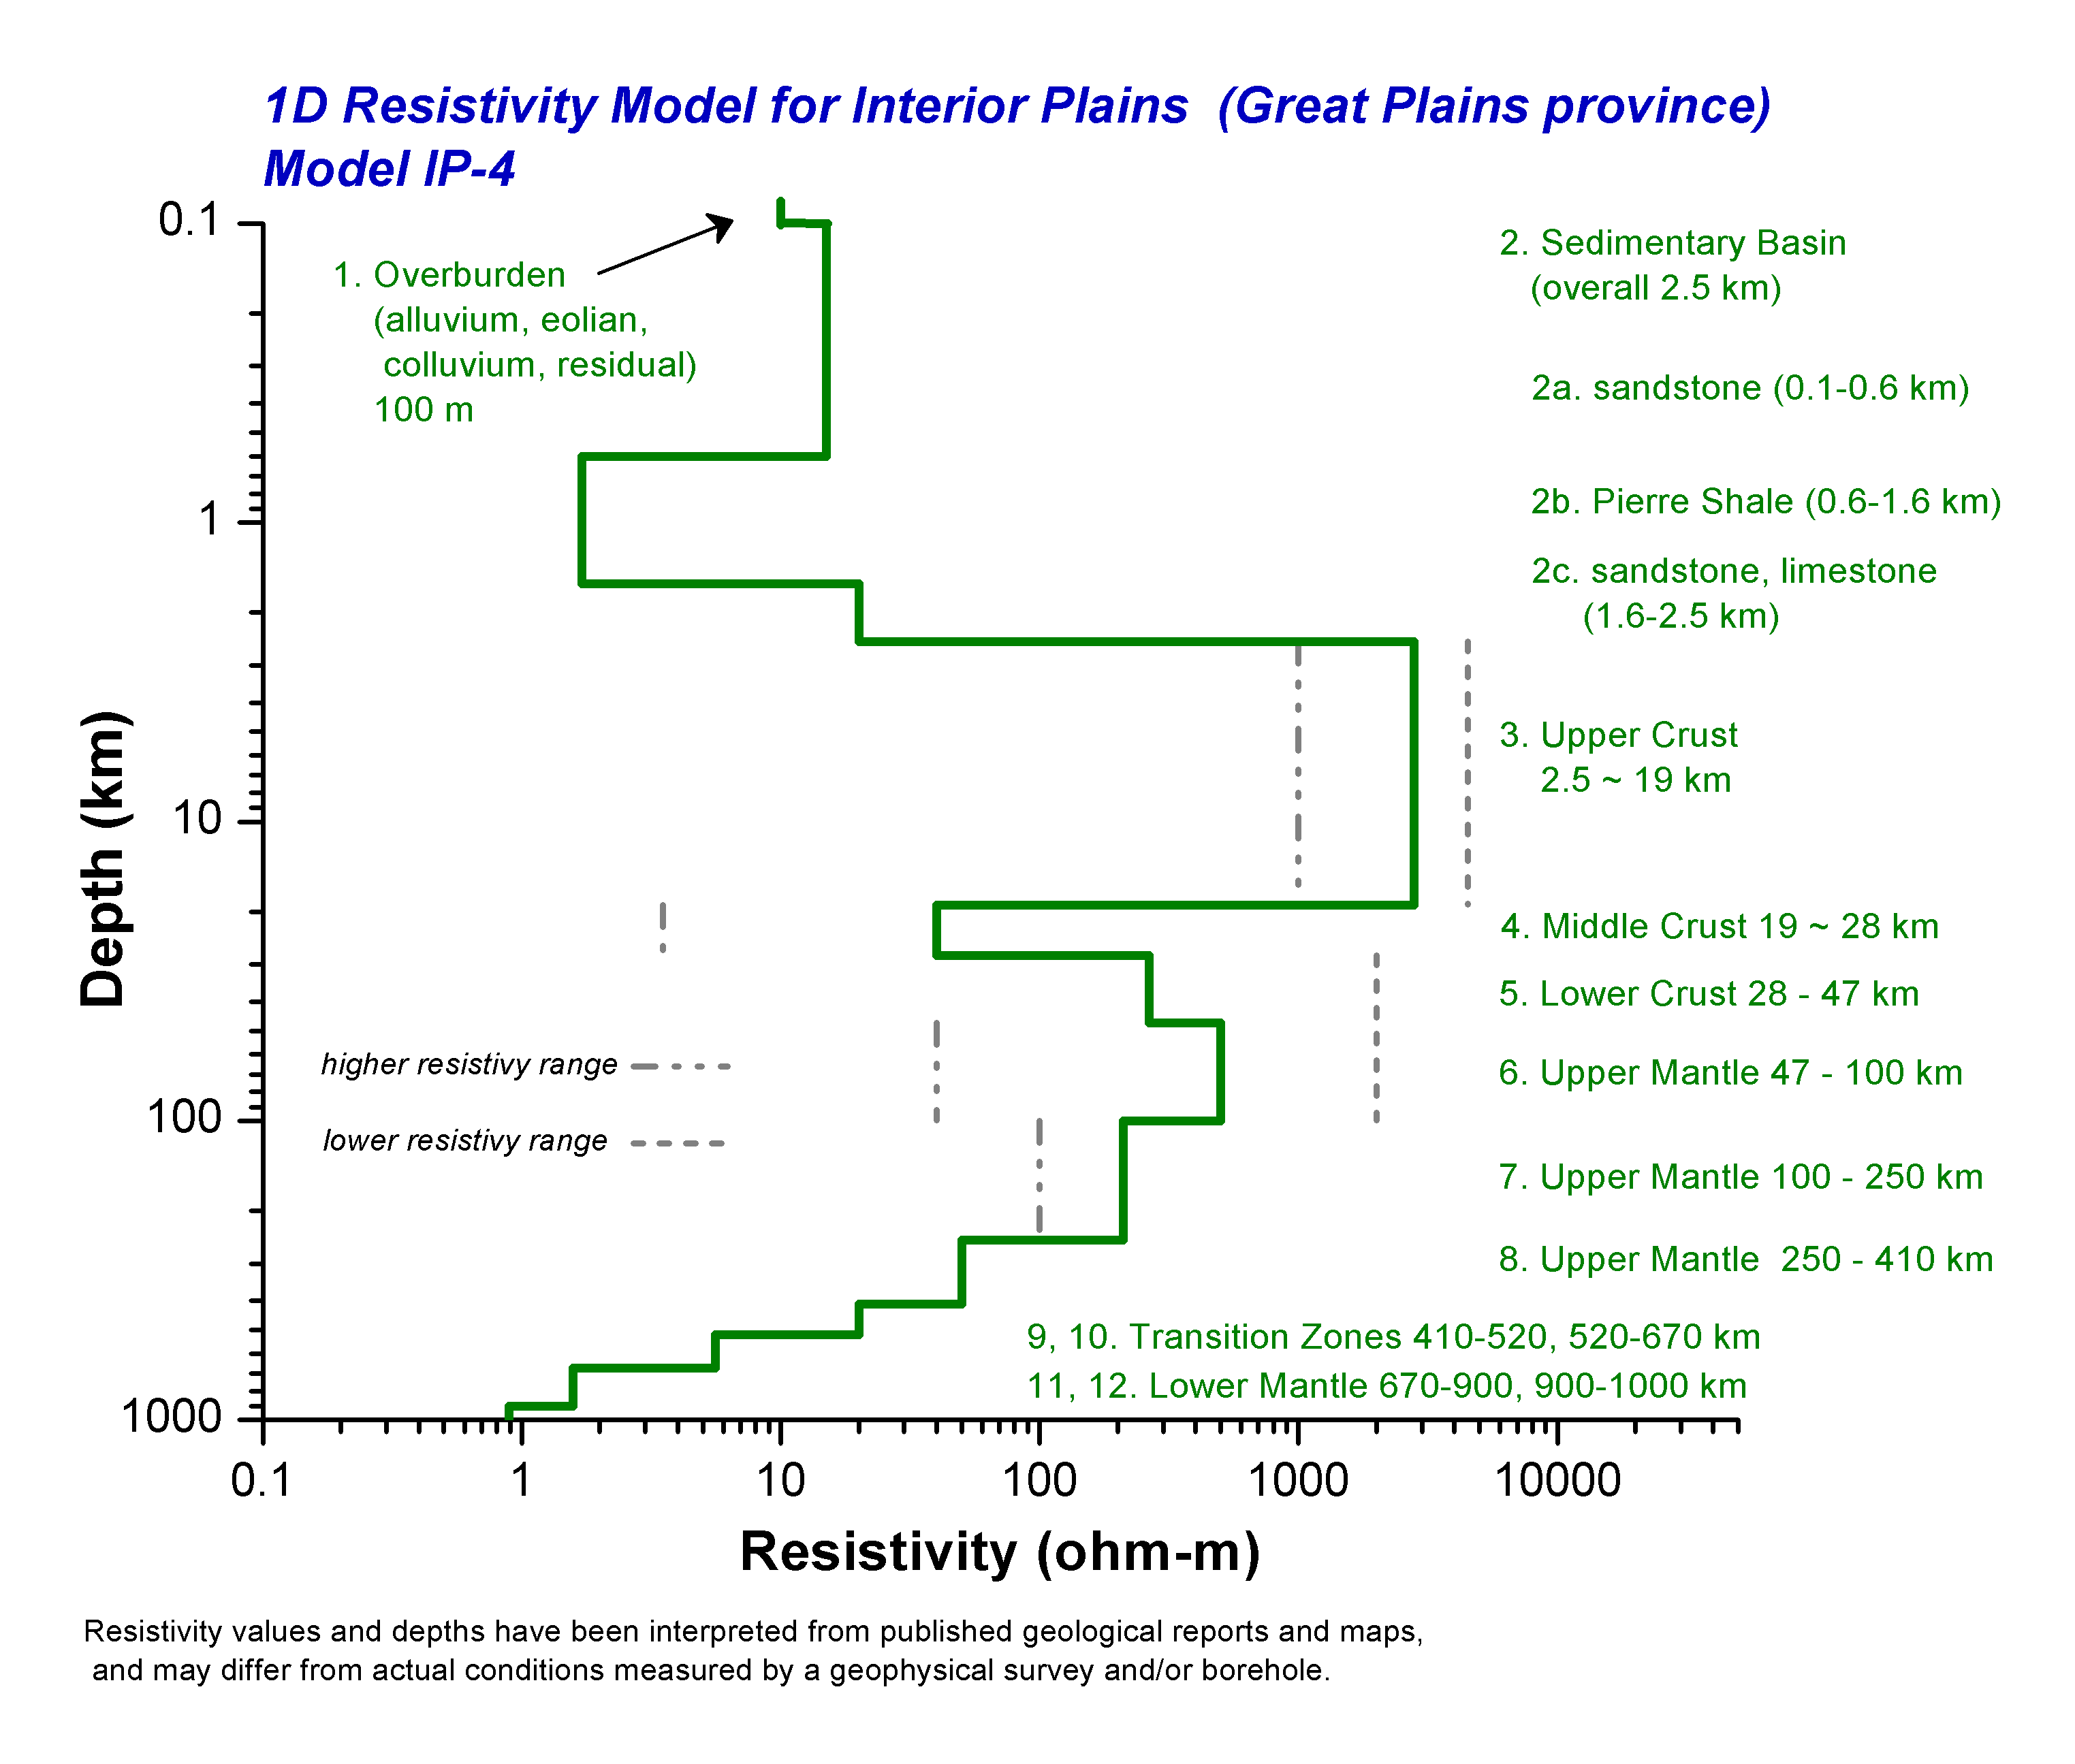 1D Resistivity Model for Interior Plains  (Great Plains province)
Model IP-4
0.1
1
10
100
1000
Depth (km)
1. Overburden
(alluvium, eolian,
colluvium, residual)
100 m
2. Sedimentary Basin
(overall 2.5 km)
2a. sandstone (0.1-0.6 km)
2b. Pierre Shale (0.6-1.6 km)
2c. sandstone, limestone
(1.6-2.5 km)
3. Upper Crust
2.5 ~ 19 km
4. Middle Crust 19 ~ 28 km
5. Lower Crust 28 - 47 km
higher resistivy range
6. Upper Mantle 47 - 100 km
lower resistivy range
7. Upper Mantle 100 - 250 km
8. Upper Mantle  250 - 410 km
9, 10. Transition Zones 410-520, 520-670 km
11, 12. Lower Mantle 670-900, 900-1000 km
0.1 1 10 100 1000 10000
Resistivity (ohm-m)
Resistivity values and depths have been interpreted from published geological reports and maps,
and may differ from actual conditions measured by a geophysical survey and/or borehole.